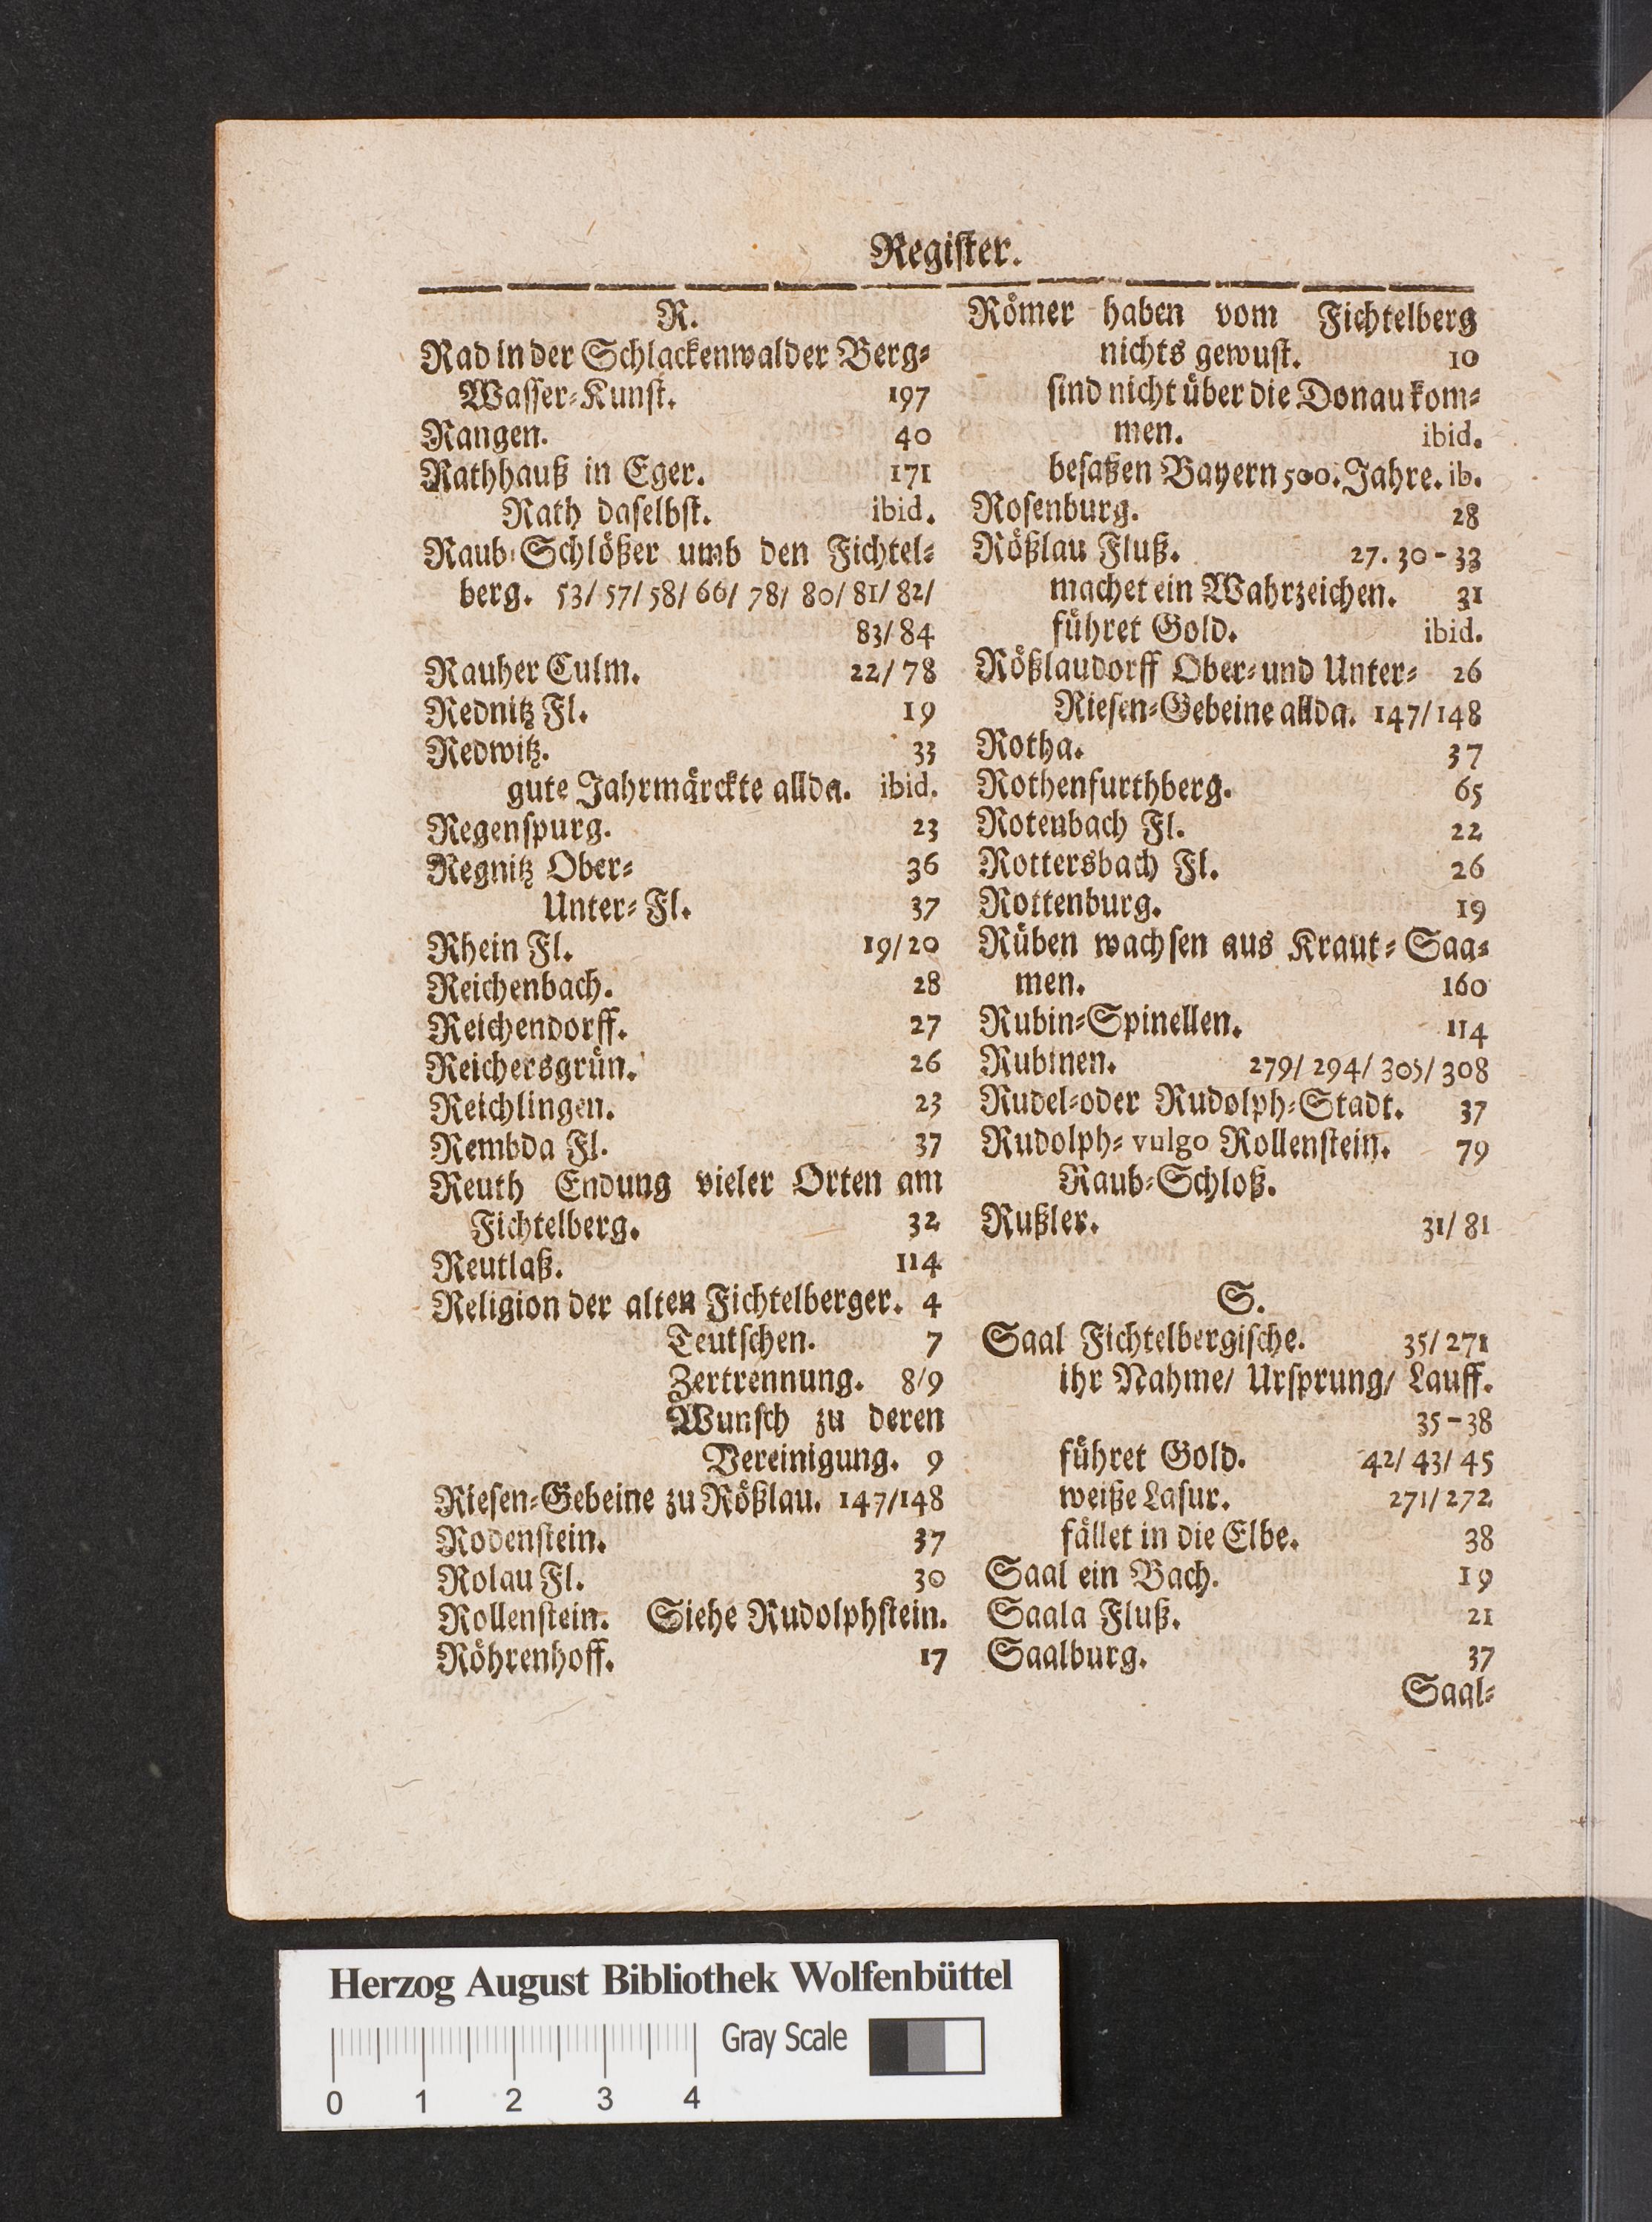 Register.
R.
Rad in der Schlackenwalder Berg-
Wasser-Kunst. 197
Rangen. 40
Rathhauß in Eger. 171
Rath daselbst. ibid.
Raub-Schlößer umb den Fichtel-
berg. 53/ 57/ 58/ 66/ 78/ 80/ 81/ 82/
83/ 84
Rauher Culm. 22/ 78
Rednitz Fl. 19
Redwitz. 33
gute Jahrmärckte allda. ibid.
Regenspurg. 23
Regnitz Ober- 36
Unter-Fl. 37
Rhein Fl. 19/20
Reichenbach. 28
Reichendorff. 27
Reichersgrün. 26
Reichlingen. 23
Rembda Fl. 37
Reuth Endung vieler Orten am
Fichtelberg. 32
Reutlaß. 114
Religion der alten Fichtelberger. 4
Teutschen. 7
Zertrennung. 8/9
Wunsch zu deren
Vereinigung. 9
Riesen-Gebeine zu Rößlau. 147/148
Rodenstein. 37
Rolau Fl. 30
Rollenstein. Siehe Rudolphstein.
Röhrenhoff. 17
Römer haben vom Fichtelberg
nichts gewust. 10
sind nicht über die Donau kom-
men. ibid.
besaßen Bayern 500. Jahre. ib.
Rosenburg. 28
Rößlau Fluß. 27. 30 - 33
machet ein Wahrzeichen. 31
führet Gold. ibid.
Rößlaudorff Ober-und Unter- 26
Riesen-Gebeine allda. 147/148
Rotha. 37
Rothenfurthberg. 65
Rotenbach Fl. 22
Rottersbach Fl. 26
Rottenburg. 19
Rüben wachsen aus Kraut-Saa-
men. 160
Rubin-Spinellen. 114
Rubinen. 279/ 294/ 305/ 308
Rudel-oder Rudolph-Stadt. 37
Rudolph- vulgo Rollenstein. 79
Raub-Schloß.
Rußler. 31/ 81
S.
Saal Fichtelbergische. 35/ 271
ihr Nahme/ Ursprung/ Lauff.
35-38
führet Gold. 42/ 43/ 45
weiße Lasur. 271/272
fället in die Elbe. 38
Saal ein Bach. 19
Saala Fluß. 21
Saalburg. 37
Saal-
Herzog August Bibliothek Wolfenbüttel
Gray Scale
0 1 2 3 4